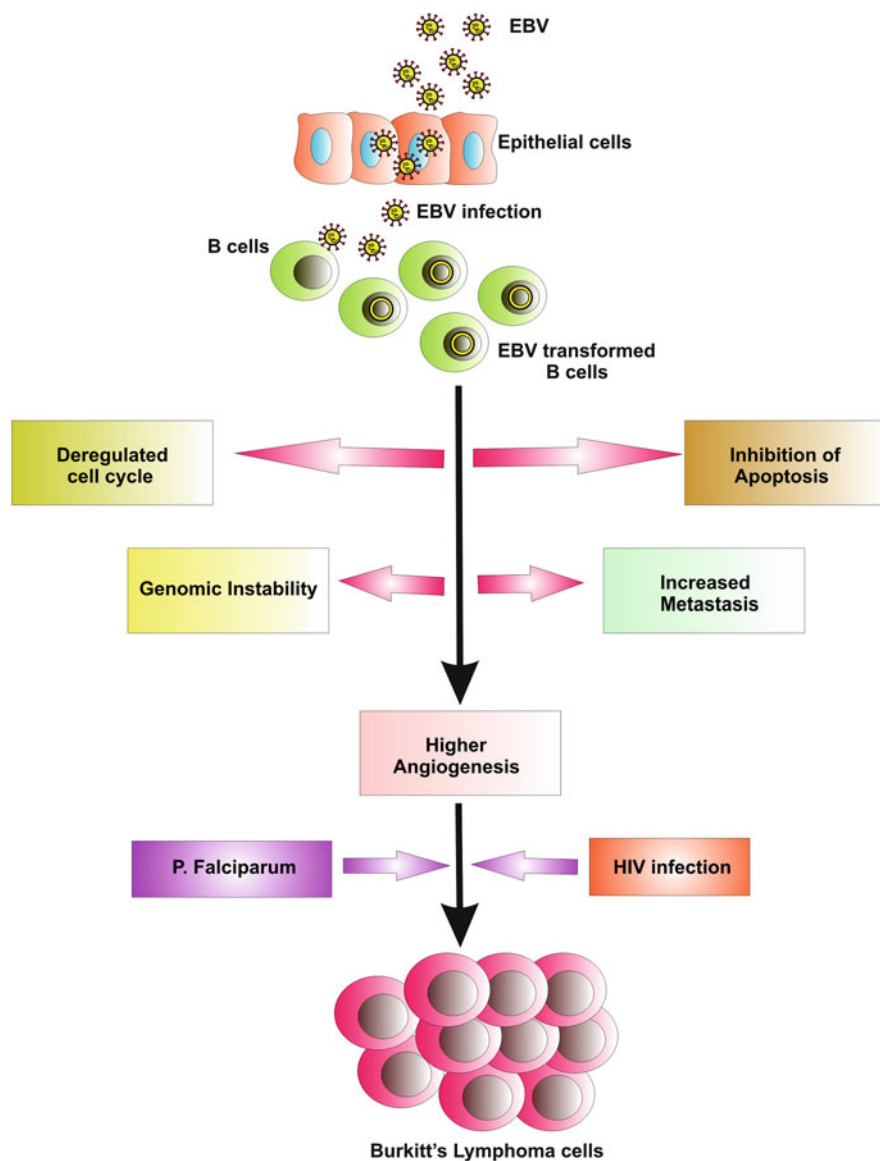 EBV
Epithelial cells
EBV infection
B cells
EBV transformed
B cells
Deregulated
cell cycle
Inhibition of
Apoptosis
Genomic Instability
Increased
Metastasis
Higher
Angiogenesis
P. Falciparum
HIV infection
Burkitt's Lymphoma cells